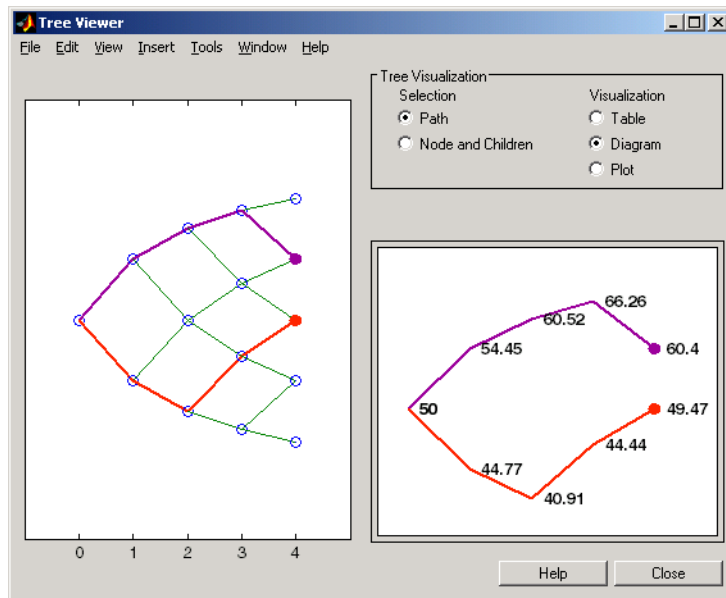 Tree Viewer
File Edit View Insert Tools Window Help
Tree Visualization
Selection
Visualization
Path
Table
Node and Children
Diagram
Plot
66.26
60.52
54.45
60.4
50
49.47
44.77
44.44
40.91
0 1 2 3 4
Help
Close